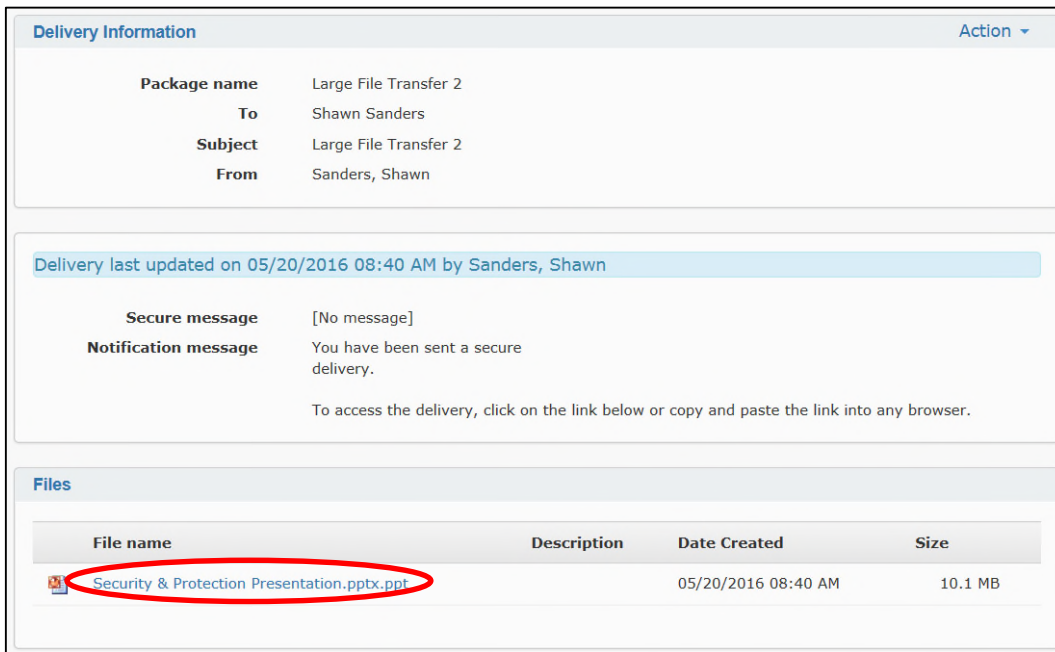 Delivery Information Action
Package name Large File Transfer 2
To Shawn Sanders
Subject Large File Transfer 2
From Sanders, Shawn
Delivery last updated on 05/20/2016 08:40 AM by Sanders, Shawn
Secure message [No message]
Notification message You have been sent a secure
delivery.
To access the delivery, click on the link below or copy and paste the link into any browser.
Files
File name Description Date Created Size
Security & Protection Presentation.pptx.ppt 05/20/2016 08:40 AM 10.1 MB